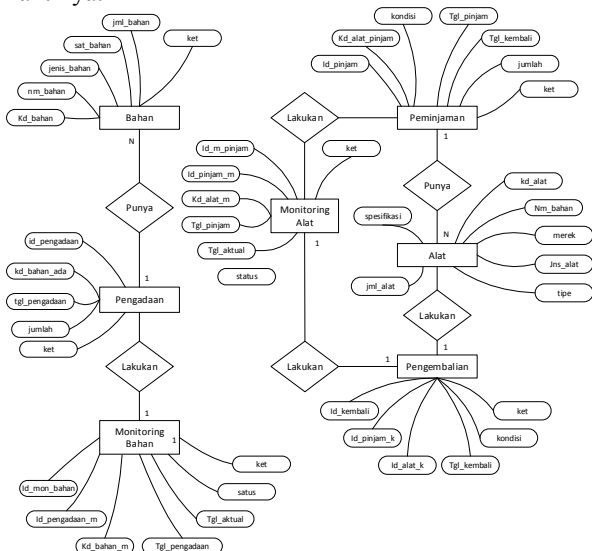 jml_bahan
sat_bahan
ket
jenis_bahan
nm_bahan
Kd_bahan
Bahan
N
Punya
id_pengadaan
kd_bahan_ada
tgl_pengadaan
jumlah
ket
1
Pengadaan
Lakukan
1
Monitoring
Bahan
1
Id_mon_bahan
Id_pengadaan_m
Kd_bahan_m
Tgl_pengadaan
Tgl_aktual
satus
ket
kondisi
Tgl_pinjam
Kd_alat_pinjam
Tgl_kembali
Id_pinjam
jumlah
ket
Lakukan
Peminjaman
1
Id_m_pinjam
ket
Id_pinjam_m
Kd_alat_m
Tgl_pinjam
Tgl_aktual
status
Monitoring
Alat
1
Punya
N
spesifikasi
kd_alat
Nm_bahan
merek
Jns_alat
tipe
jml_alat
Alat
Lakukan
1
Lakukan
1
Pengembalian
Id_kembali
Id_pinjam_k
Id_alat_k
Tgl_kembali
kondisi
ket